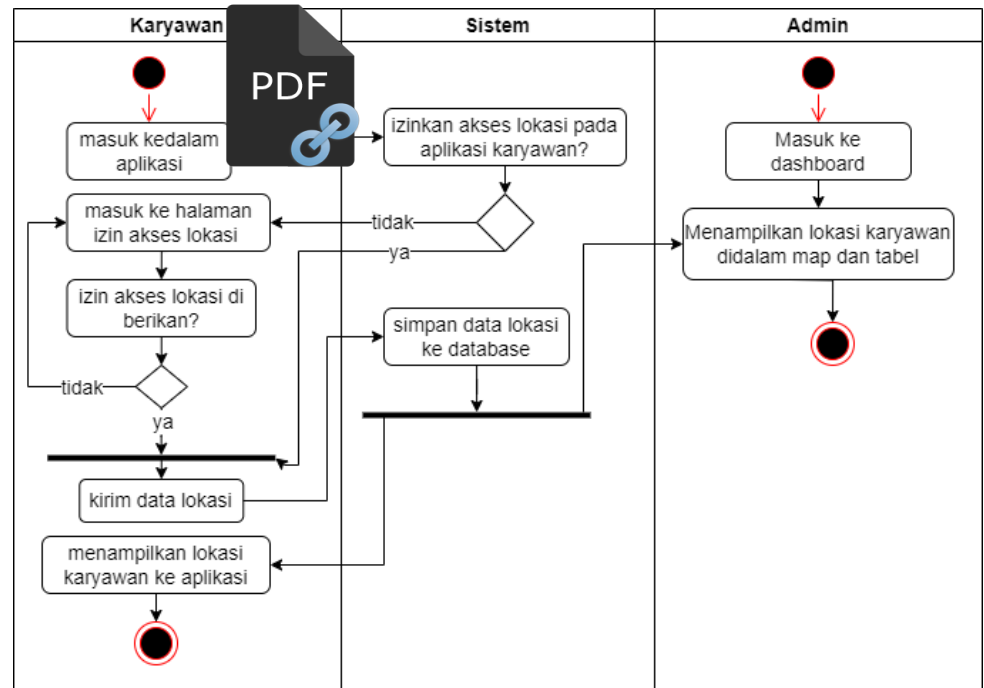 Karyawan
Sistem
Admin
PDF
masuk kedalam
aplikasi
izinkan akses lokasi pada
aplikasi karyawan?
Masuk ke
dashboard
masuk ke halaman
izin akses lokasi
tidak
ya
Menampilkan lokasi karyawan
didalam map dan tabel
izin akses lokasi di
berikan?
simpan data lokasi
ke database
tidak
ya
kirim data lokasi
menampilkan lokasi
karyawan ke aplikasi